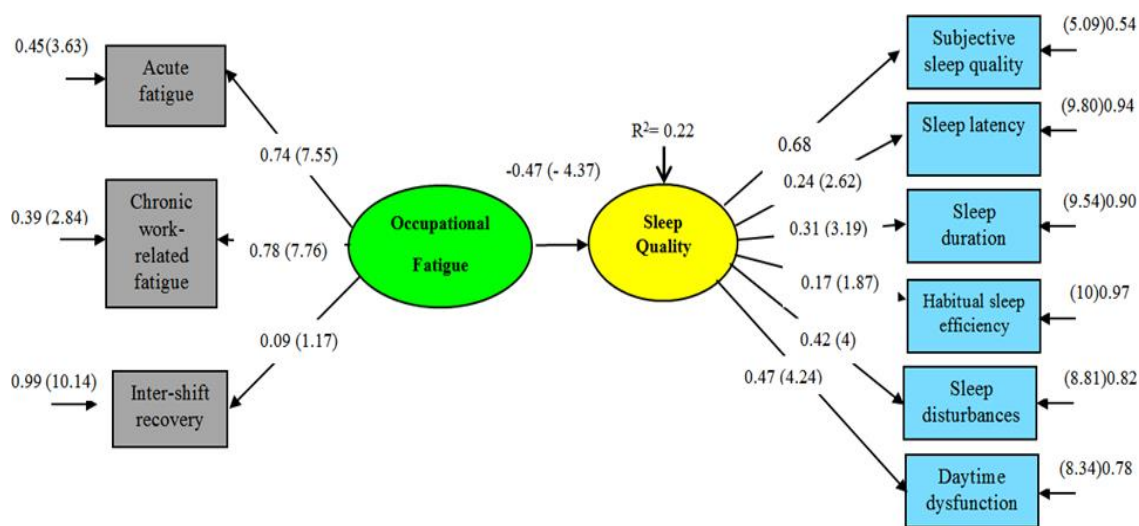 0.45(3.63)
Acute
fatigue
0.74 (7.55)
0.39 (2.84)
Chronic
work-
related
fatigue
0.78 (7.76)
0.09 (1.17)
0.99 (10.14)
Inter-shift
recovery
Occupational
Fatigue
-0.47 (- 4.37)
R²= 0.22
Sleep
Quality
0.68
0.24 (2.62)
0.31 (3.19)
0.17 (1.87)
0.42 (4)
0.47 (4.24)
Subjective
sleep quality
(5.09)0.54
Sleep latency
(9.80)0.94
Sleep
duration
(9.54)0.90
Habitual sleep
efficiency
(10)0.97
Sleep
disturbances
(8.81)0.82
Daytime
dysfunction
(8.34)0.78